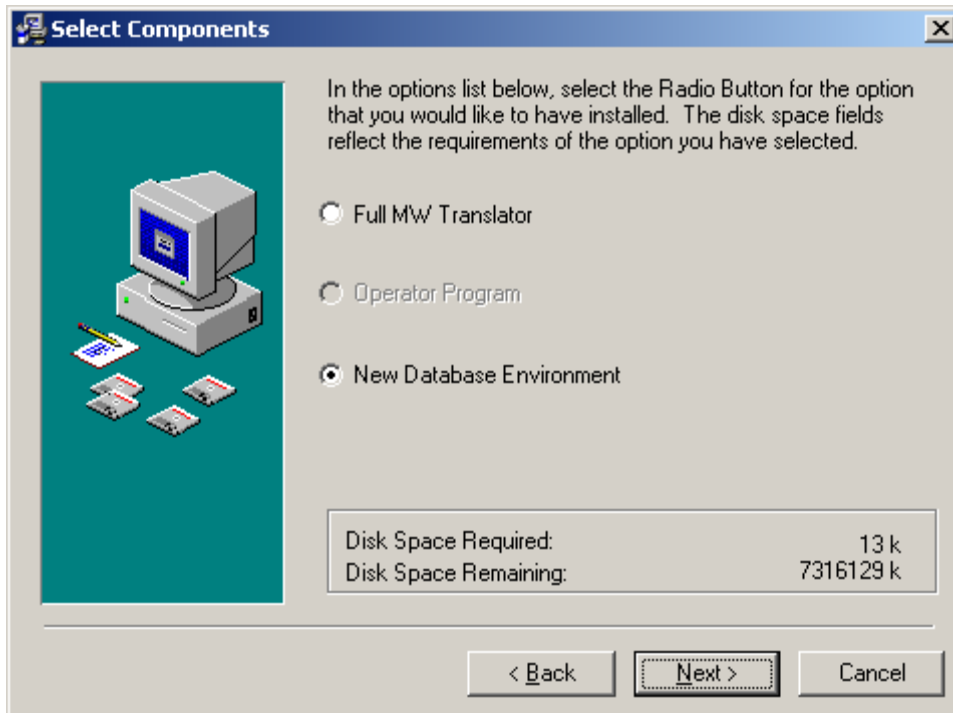 Select Components
In the options list below, select the Radio Button for the option
that you would like to have installed.  The disk space fields
reflect the requirements of the option you have selected.
Full MW Translator
Operator Program
New Database Environment
Disk Space Required: 13 k
Disk Space Remaining: 7316129 k
< Back Next > Cancel